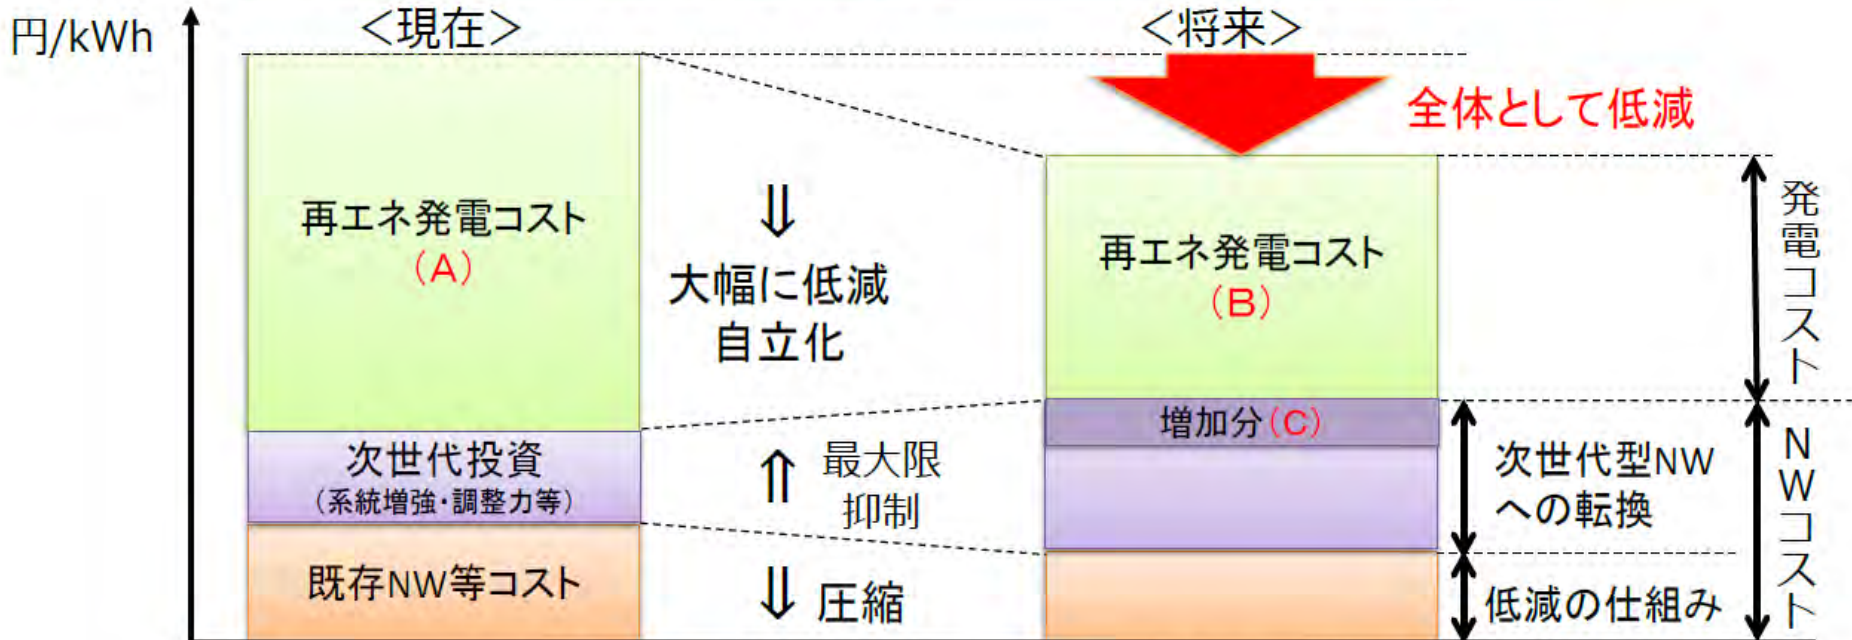 円/kWh
＜現在＞
＜将来＞
全体として低減
再エネ発電コスト
(A)
⇓
大幅に低減
自立化
再エネ発電コスト
(B)
発電コスト
次世代投資
(系統増強・調整力等)
⇑ 最大限
抑制
増加分(C)
次世代型NW
への転換
NWコスト
既存NW等コスト
⇓ 圧縮
低減の仕組み